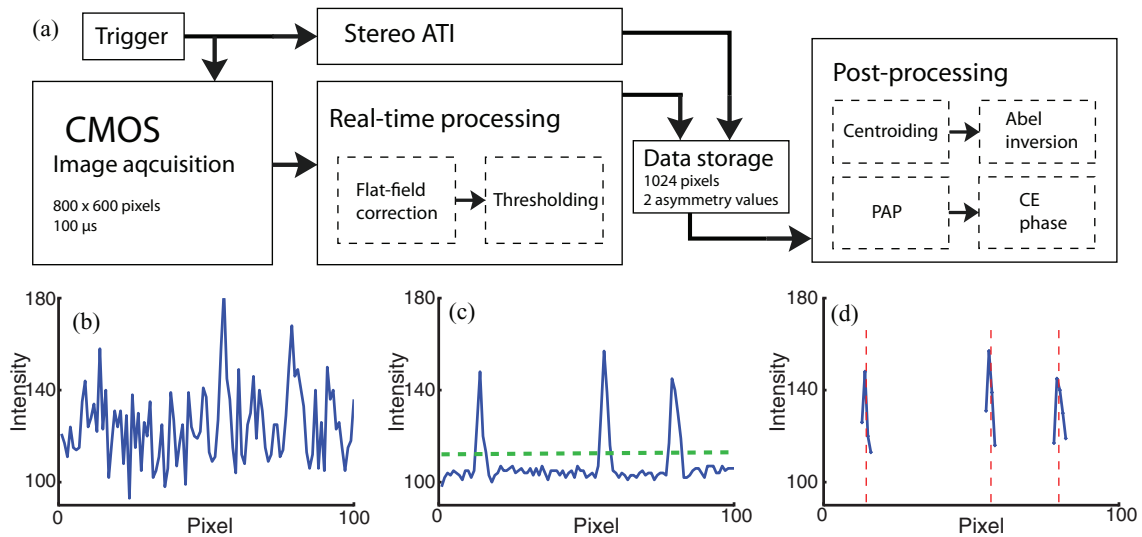 (a)
Trigger
Stereo ATI
CMOS
Image aqcuisition
800 x 600 pixels
100 µs
Real-time processing
Flat-field
correction
Thresholding
Data storage
1024 pixels
2 asymmetry values
Post-processing
Centroiding
Abel
inversion
PAP
CE
phase
(b)
180
140
100
0
100
Intensity
Pixel
(c)
180
140
100
0
100
Intensity
Pixel
(d)
180
140
100
0
100
Intensity
Pixel